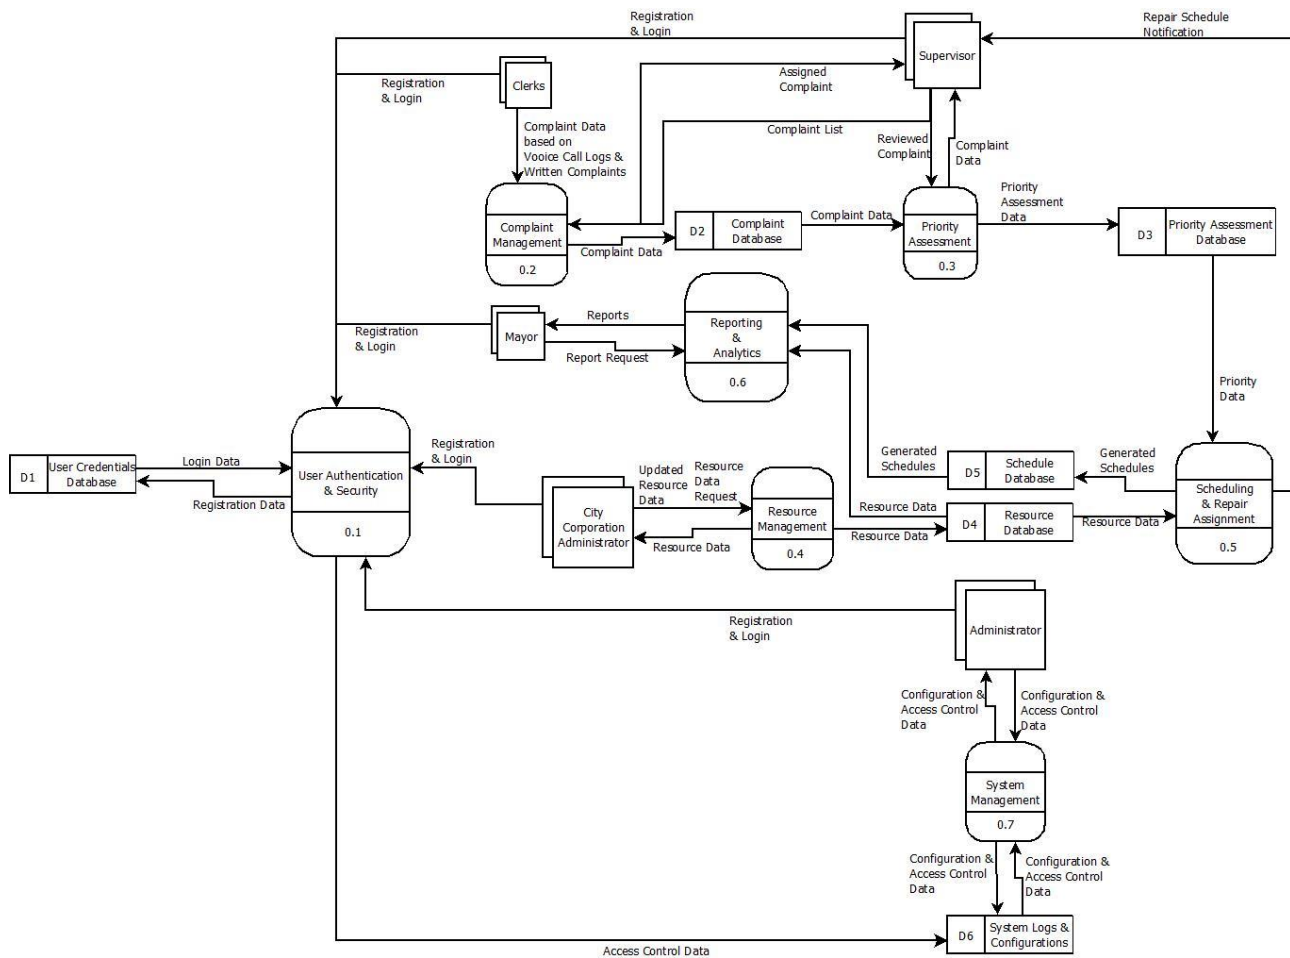 Registration
& Login
Repair Schedule
Notification
Supervisor
Clerks
Registration
& Login
Assigned
Complaint
Complaint List
Complaint Data
based on
Vooice Call Logs &
Written Complaints
Reviewed
Complaint
Complaint
Data
Priority
Assessment
Data
Complaint
Management
0.2
Complaint Data
D2
Complaint
Database
Complaint Data
Priority
Assessment
0.3
D3
Priority Assessment
Database
Registration
& Login
Mayor
Reports
Report Request
Reporting
&
Analytics
0.6
Priority
Data
D1
User Credentials
Database
Login Data
Registration Data
User Authentication
& Security
0.1
Registration
& Login
City
Corporation
Administrator
Updated
Resource
Data
Resource
Data
Request
Resource Data
Resource
Management
0.4
Generated
Schedules
Resource Data
Resource Data
D5
Schedule
Database
D4
Resource
Database
Generated
Schedules
Resource Data
Scheduling
& Repair
Assignment
0.5
Registration
& Login
Administrator
Configuration &
Access Control
Data
Configuration &
Access Control
Data
System
Management
0.7
Configuration &
Access Control
Data
Configuration &
Access Control
Data
D6
System Logs &
Configurations
Access Control Data